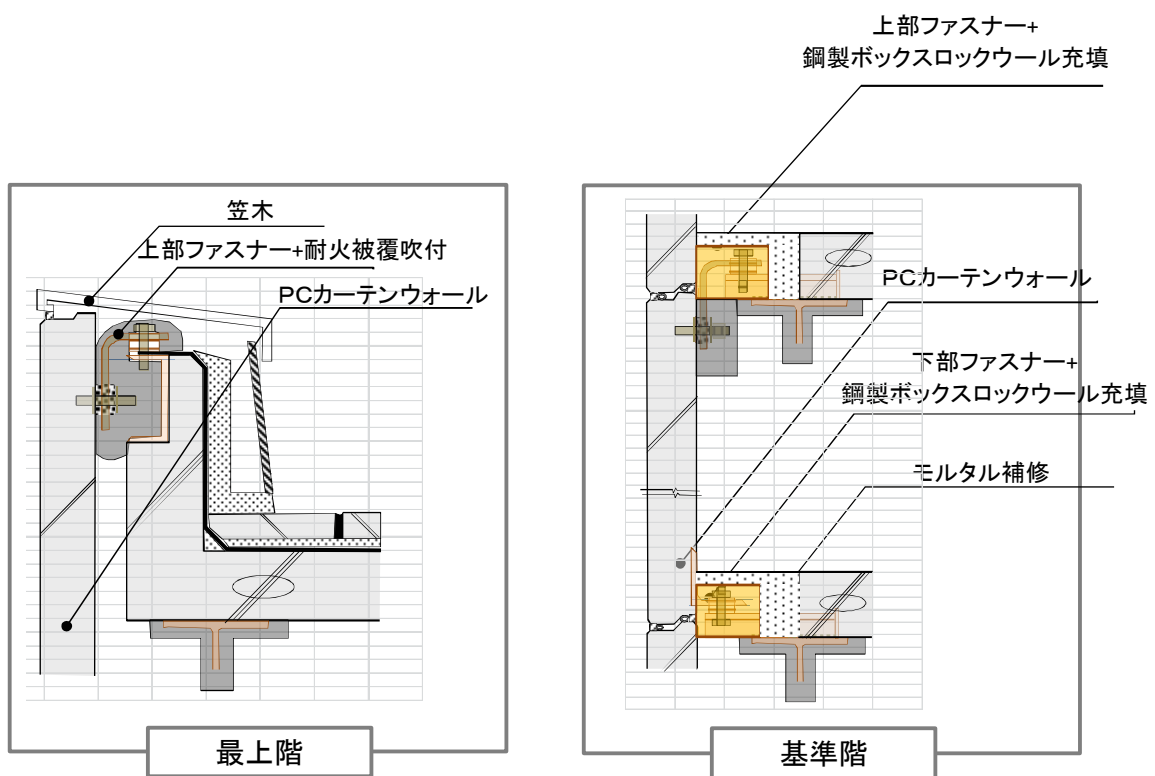 笠木
上部ファスナー+耐火被覆吹付
PCカーテンウォール
最上階
上部ファスナー+
鋼製ボックスロックウール充填
PCカーテンウォール
下部ファスナー+
鋼製ボックスロックウール充填
モルタル補修
基準階